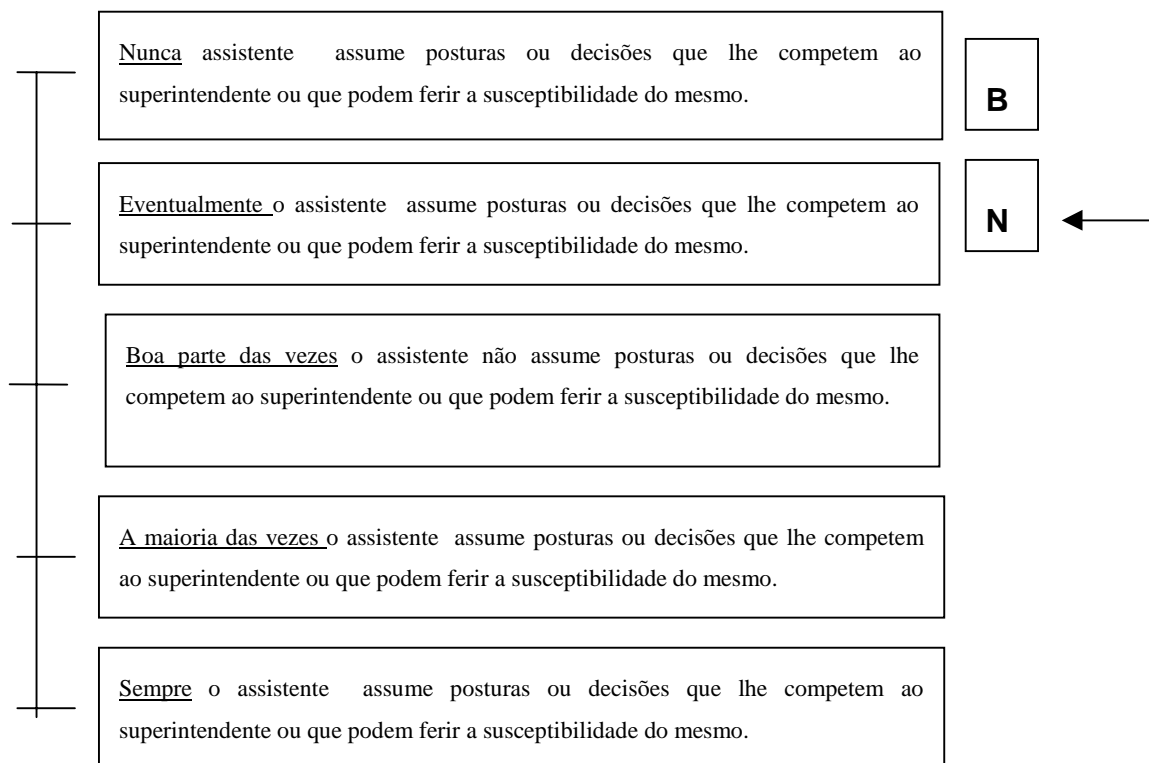 Nunca assistente assume posturas ou decisões que lhe competem ao
superintendente ou que podem ferir a susceptibilidade do mesmo.
B
Eventualmente o assistente assume posturas ou decisões que lhe competem ao
superintendente ou que podem ferir a susceptibilidade do mesmo.
N
Boa parte das vezes o assistente não assume posturas ou decisões que lhe
competem ao superintendente ou que podem ferir a susceptibilidade do mesmo.
A maioria das vezes o assistente assume posturas ou decisões que lhe competem
ao superintendente ou que podem ferir a susceptibilidade do mesmo.
Sempre o assistente assume posturas ou decisões que lhe competem ao
superintendente ou que podem ferir a susceptibilidade do mesmo.